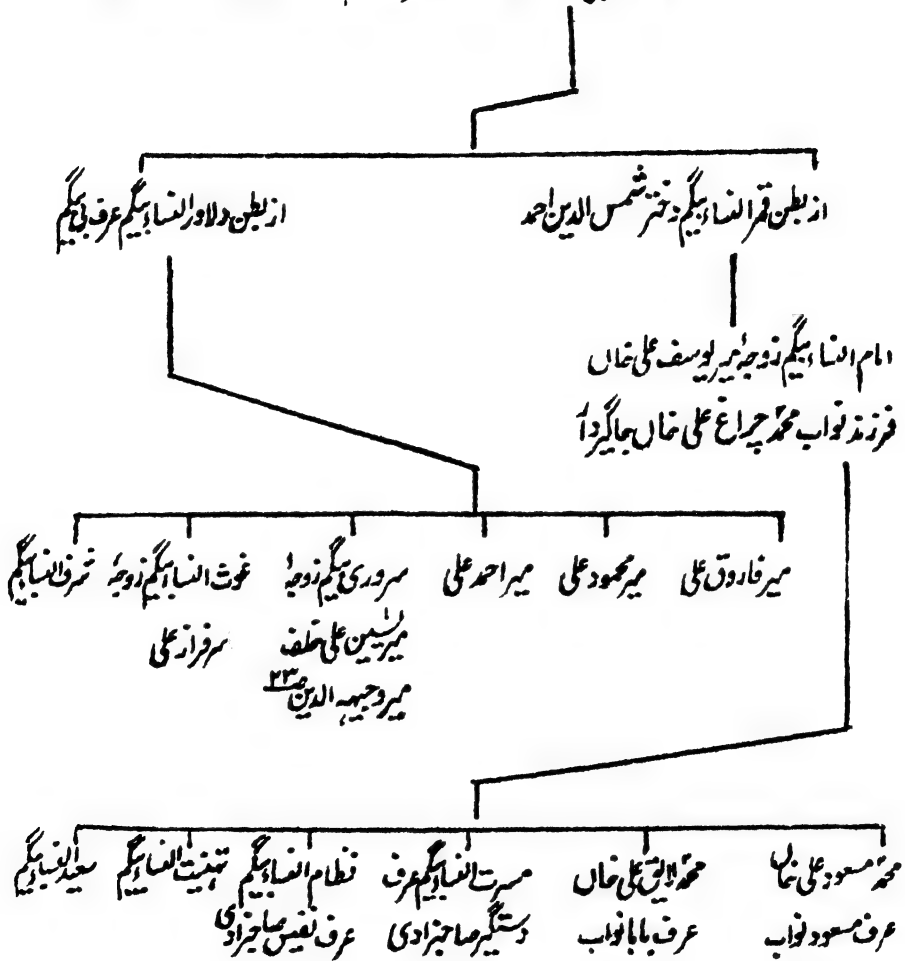 از بطن قمر النساء بیگم دختر شمس الدین احمد
از بطن دلاور النساء بیگم عرف بی بیگم
امام النساء بیگم زوجۂ میر یوسف علی خاں
فرزند نواب محمد چراغ علی خاں جاگیردار
میر فاروق علی
میر محمود علی
میر احمد علی
سروری بیگم زوجۂ
میر یٰسین علی خلف
میر وجیہہ الدین ص۲۳
غوث النساء بیگم زوجۂ
سرفراز علی
شرف النساء بیگم
محمد مسعود علی خاں
عرف مسعود نواب
محمد لایق علی خاں
عرف بابا نواب
مسرت النساء بیگم عرف
دستگیر صاحبزادی
نظام النساء بیگم
عرف نفیس صاحبزادی
تہنیت النساء بیگم
سعید النساء بیگم